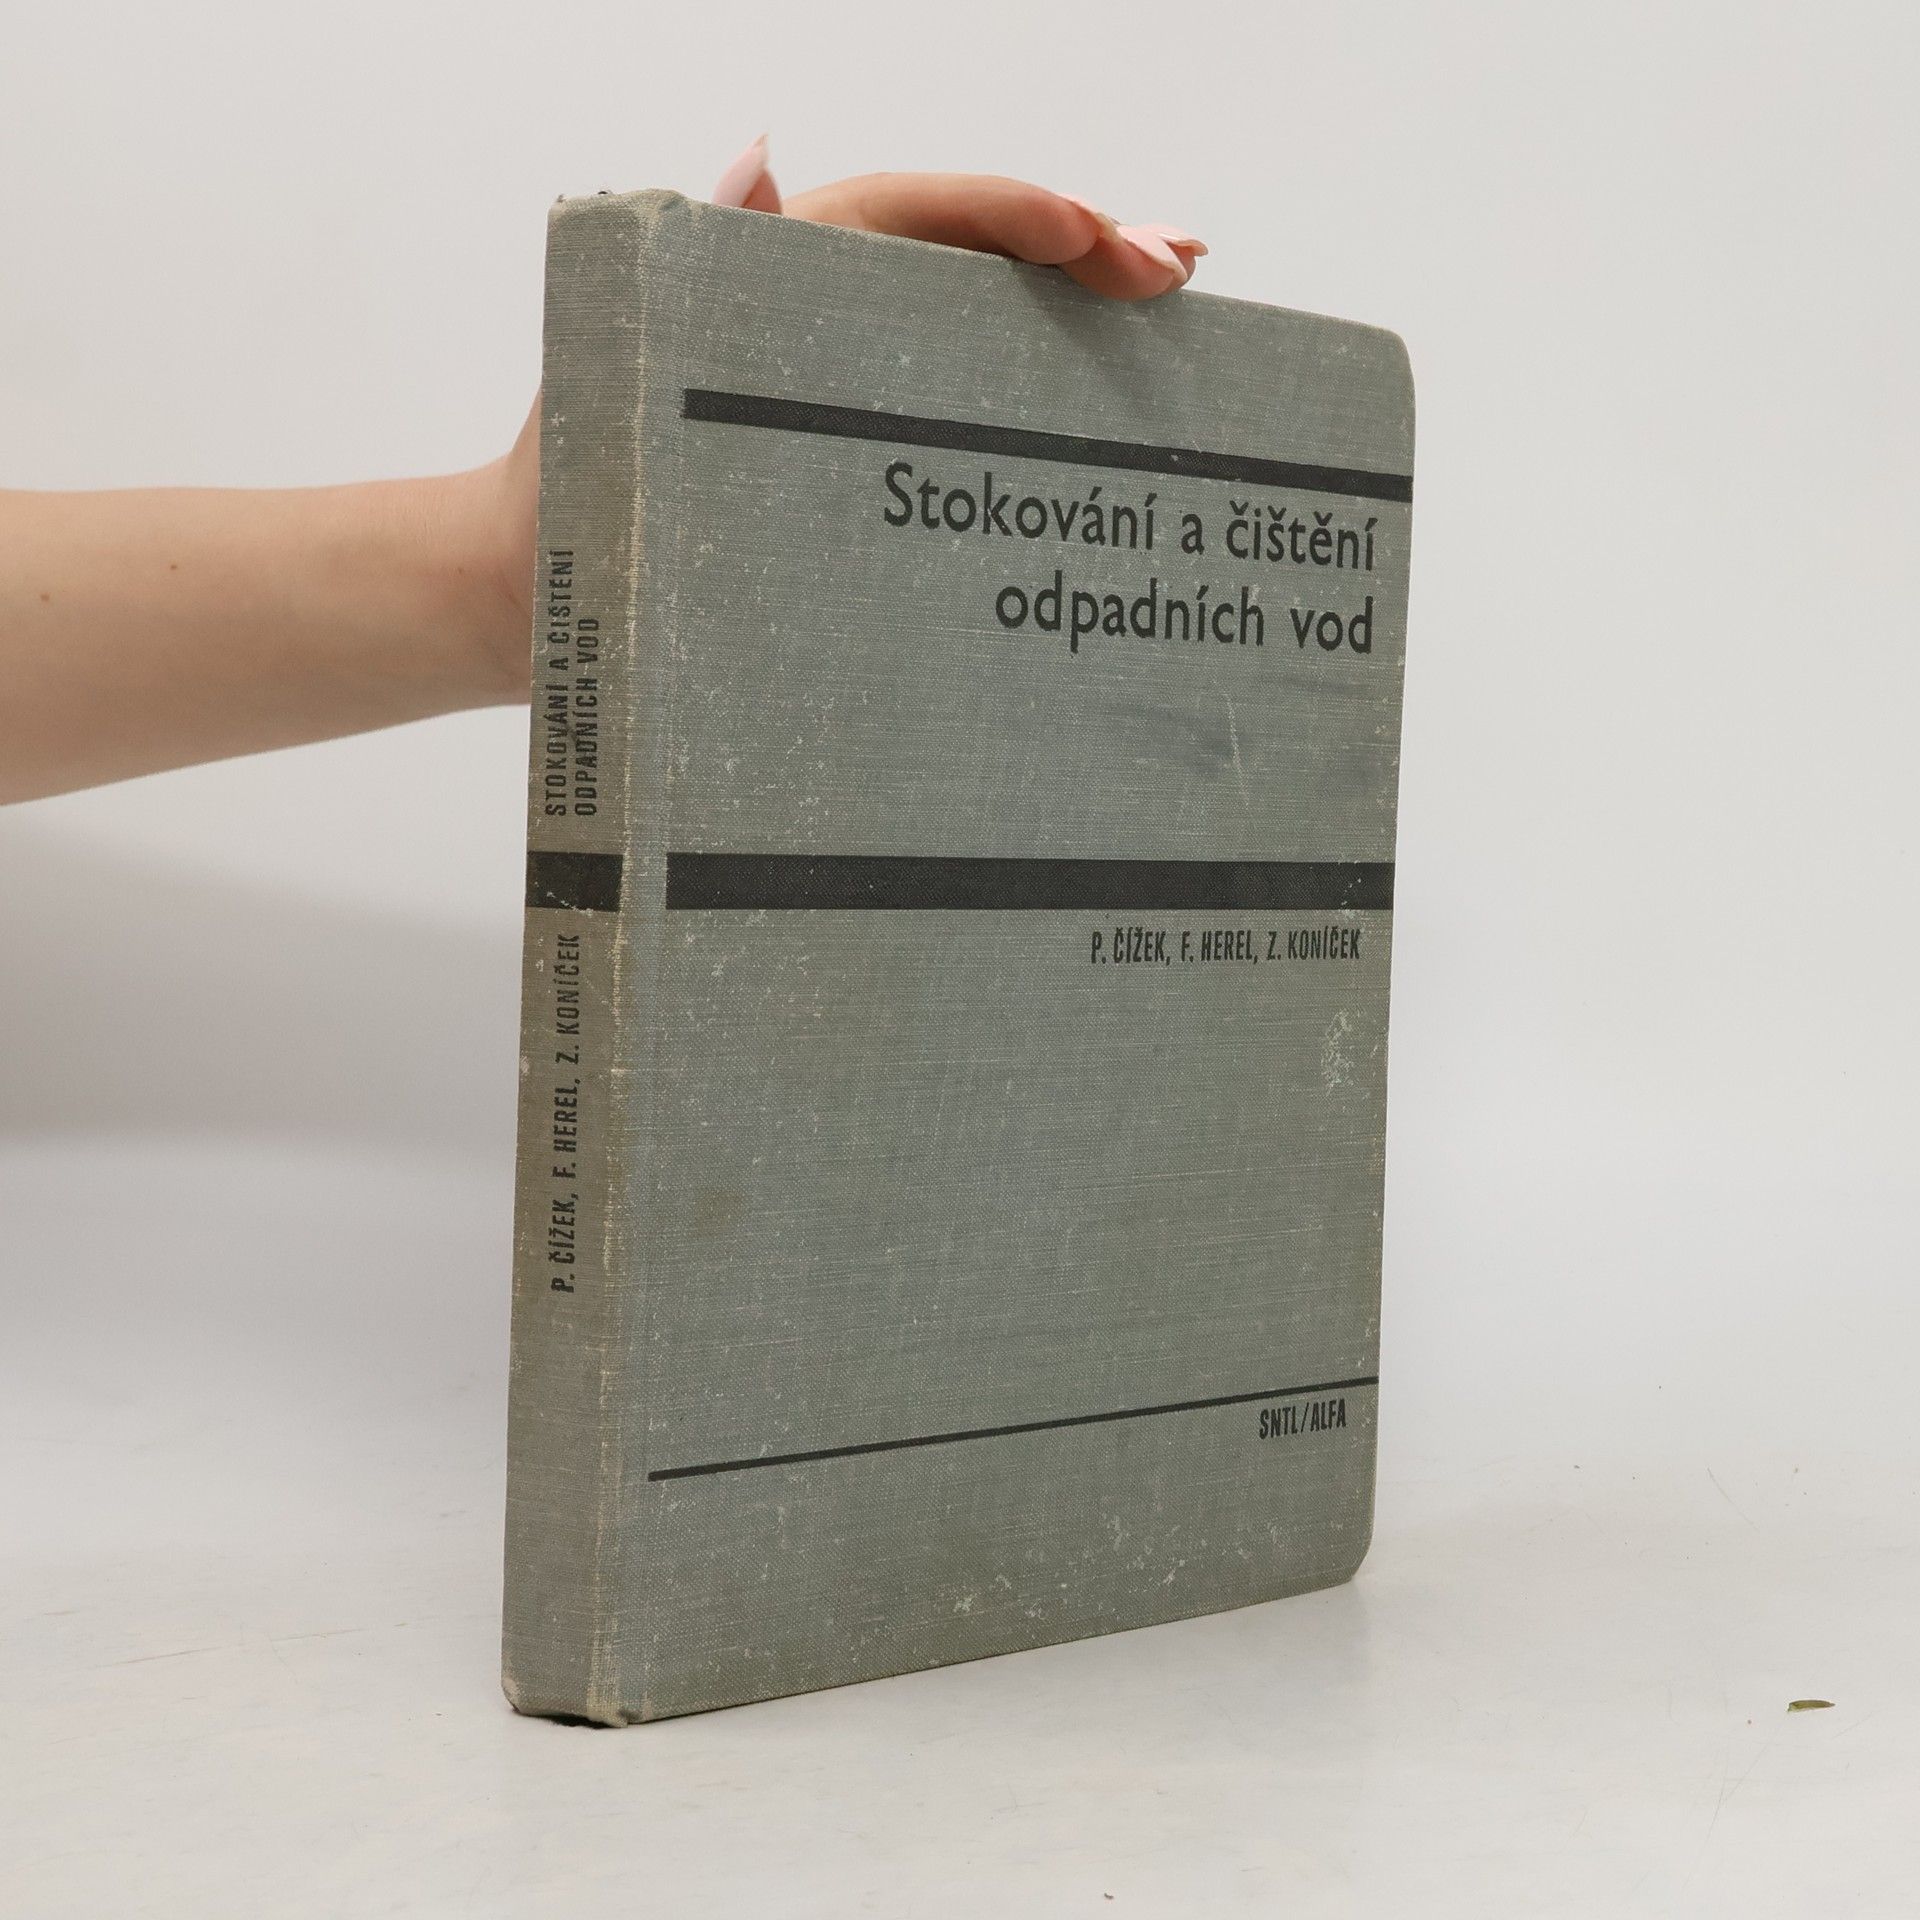 Stokování a čištění
odpadních vod
P. ČÍŽEK, F. HEREL, Z. KONÍČEK
SNTL/ALFA
STOKOVÁNÍ A ČIŠTĚNÍ
ODPADNÍCH VOD
P. ČÍŽEK, F. HEREL, Z. KONÍČEK